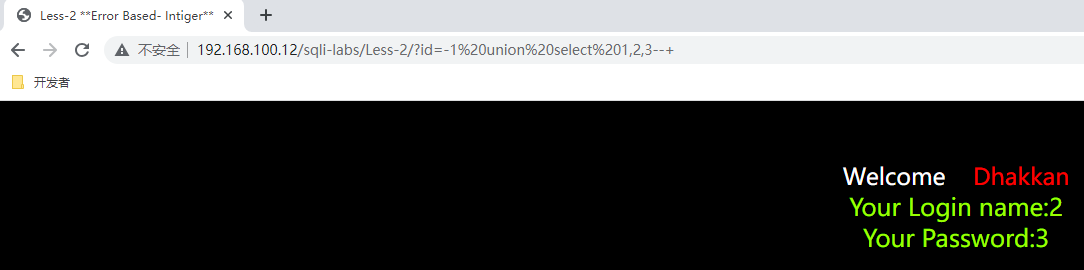 Less-2 **Error Based- Intiger**
不安全 192.168.100.12/sqli-labs/Less-2/?id=-1%20union%20select%201,2,3--+
开发者
Welcome Dhakkan
Your Login name:2
Your Password:3